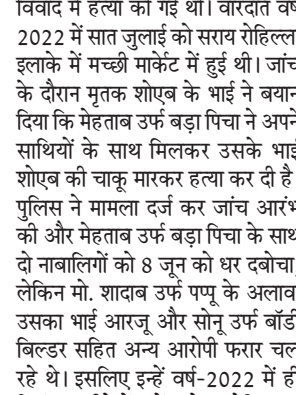 विवाद में हत्या की गई थी। वारदात वर्ष
2022 में सात जुलाई को सराय रोहिल्ला
इलाके में मच्छी मार्केट में हुई थी। जांच
के दौरान मृतक शोएब के भाई ने बयान
दिया कि मेहताब उर्फ बड़ा पिचा ने अपने
साथियों के साथ मिलकर उसके भाई
शोएब की चाकू मारकर हत्या कर दी है
पुलिस ने मामला दर्ज कर जांच आरंभ
की और मेहताब उर्फ बड़ा पिचा के साथ
दो नाबालिगों को 8 जून को धर दबोचा,
लेकिन मो. शादाब उर्फ पप्पू के अलावा
उसका भाई आरजू और सोनू उर्फ बॉडी
बिल्डर सहित अन्य आरोपी फरार चल
रहे थे। इसलिए इन्हें वर्ष-2022 में ही